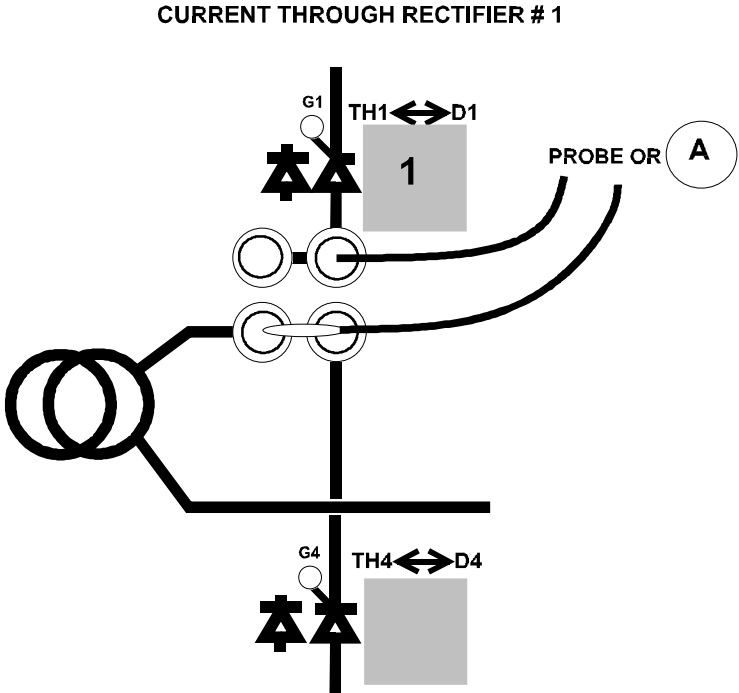 CURRENT THROUGH RECTIFIER # 1
G1
TH1 D1
1
PROBE OR A
G4
TH4 D4